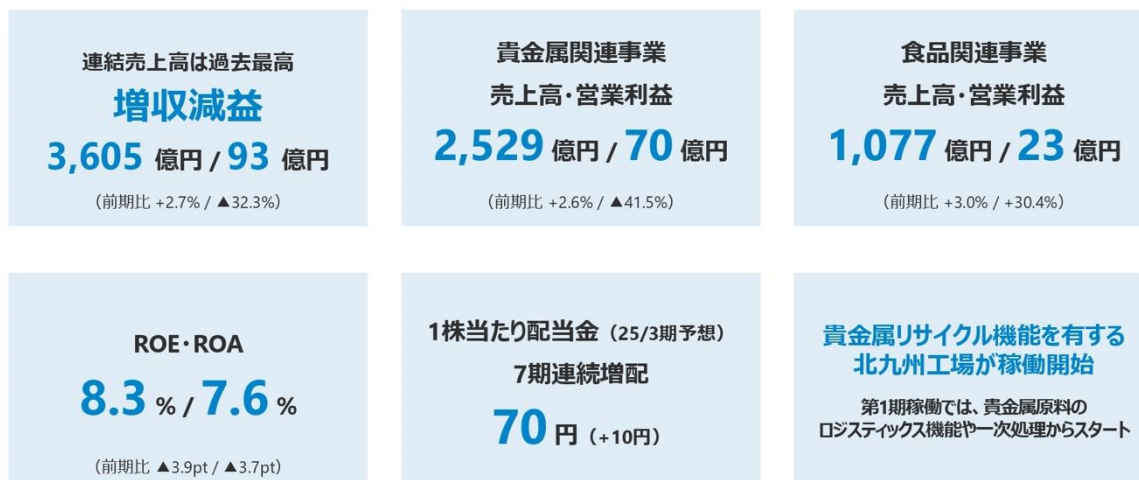 連結売上高は過去最高
増収減益
3,605 億円 / 93 億円
(前期比 +2.7% / ▲32.3%)
貴金属関連事業
売上高・営業利益
2,529 億円 / 70 億円
(前期比 +2.6% / ▲41.5%)
食品関連事業
売上高・営業利益
1,077 億円 / 23 億円
(前期比 +3.0% / +30.4%)
ROE・ROA
8.3 % / 7.6 %
(前期比 ▲3.9pt / ▲3.7pt)
1株当たり配当金（25/3期予想）
7期連続増配
70 円（+10円）
貴金属リサイクル機能を有する
北九州工場が稼働開始
第1期稼働では、貴金属原料の
ロジスティックス機能や一次処理からスタート